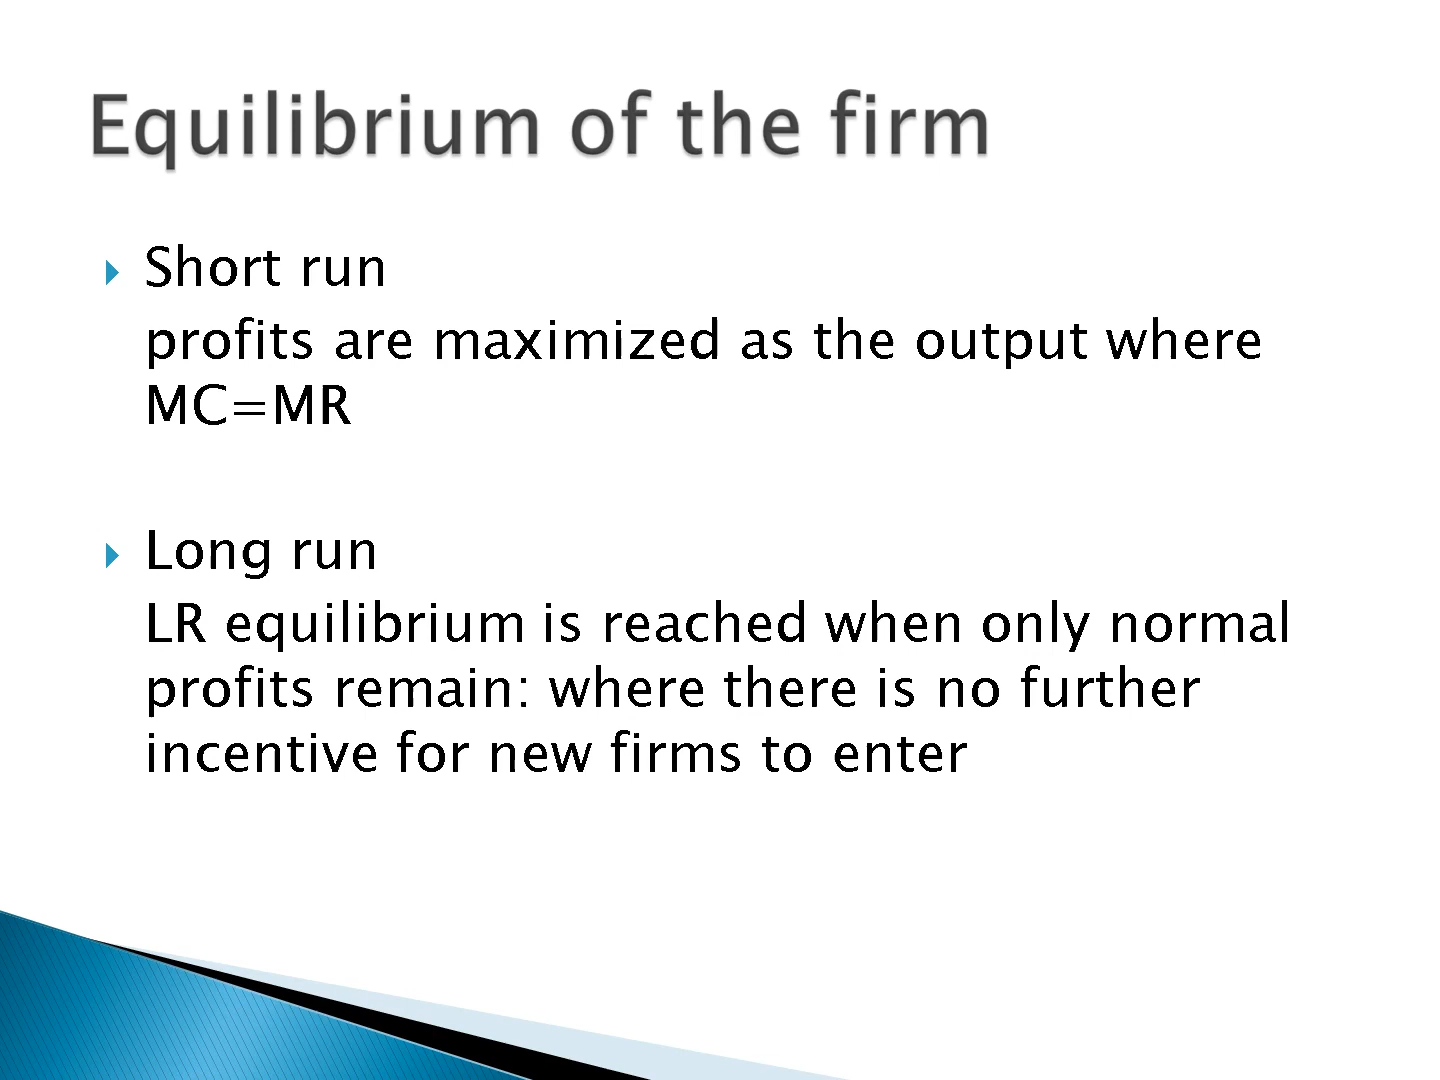 Equilibrium of the firm
Short run
profits are maximized as the output where
MC=MR
Long run
LR equilibrium is reached when only normal
profits remain: where there is no further
incentive for new firms to enter